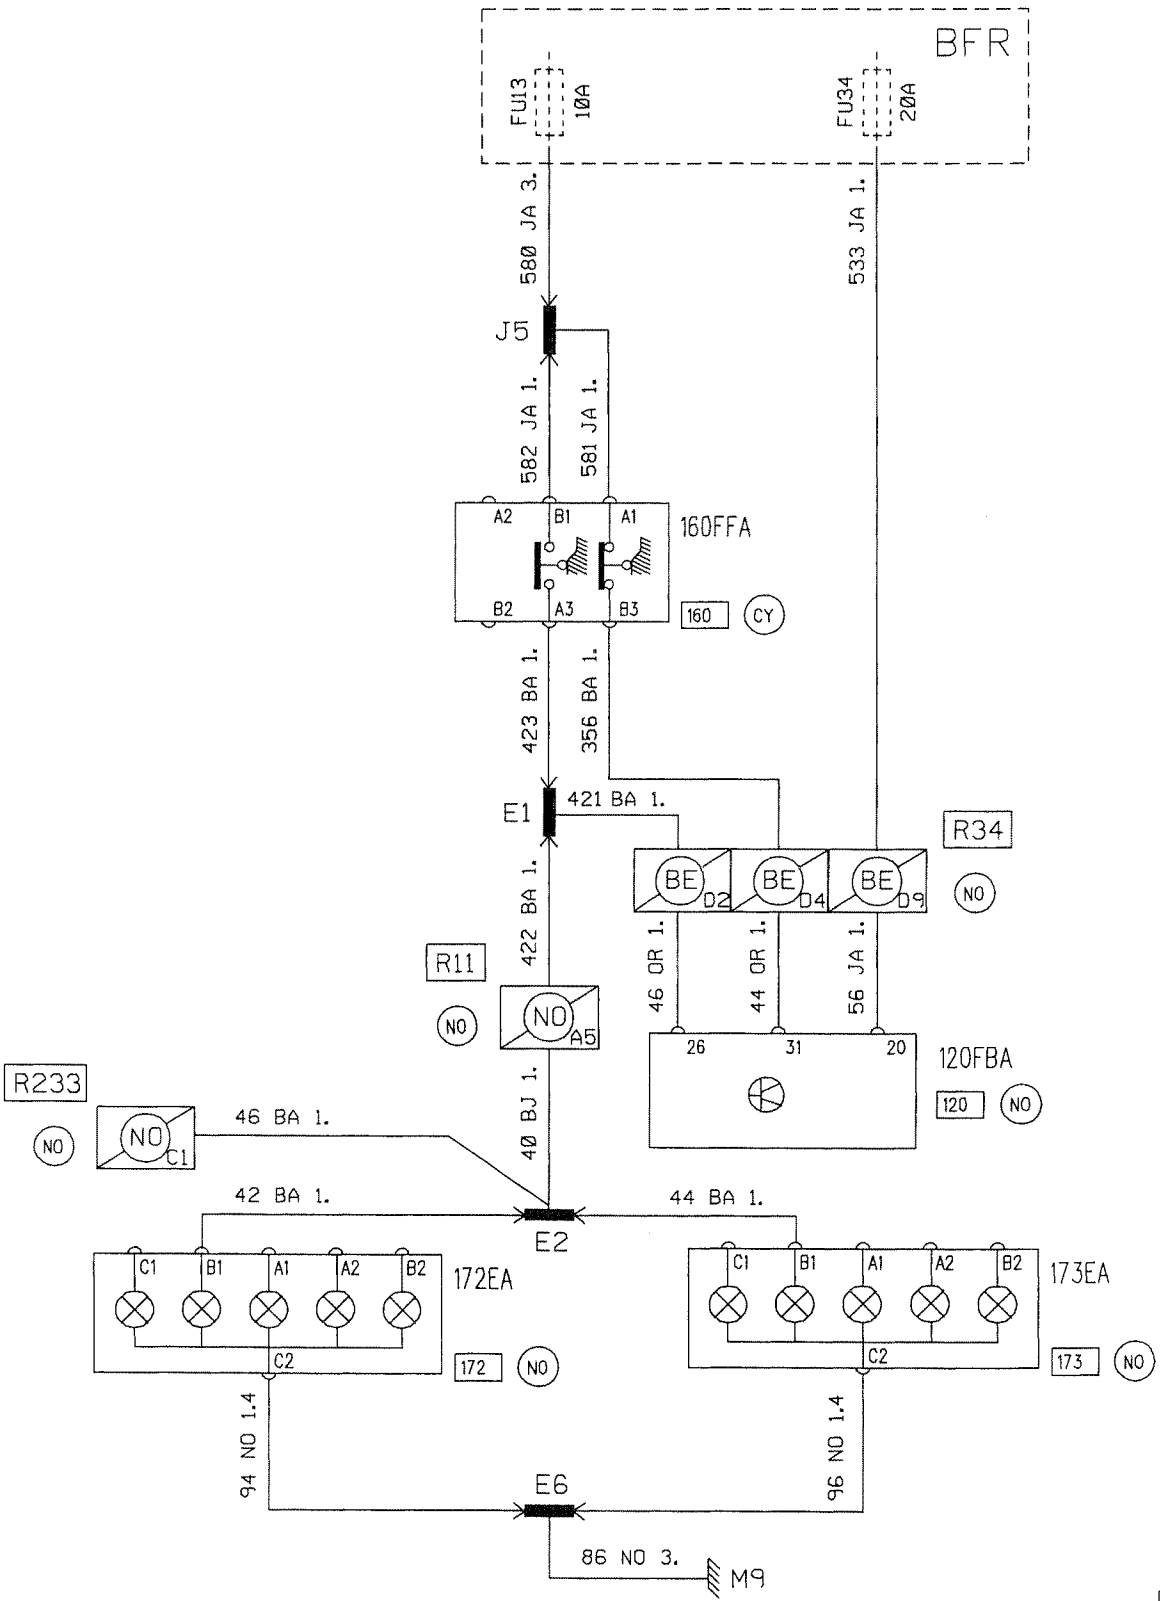 BFR
FU13
10A
FU34
20A
580 JA 3.
533 JA 1.
J5
582 JA 1.
581 JA 1.
A2 B1 A1
160FFA
B2 A3 B3
160 CY
423 BA 1.
356 BA 1.
E1
421 BA 1.
R34
BE D2
BE D4
BE D9
NO
422 BA 1.
46 OR 1.
44 OR 1.
56 JA 1.
R11
NO
NO A5
26 31 20
120FBA
120 NO
R233
NO
NO C1
46 BA 1.
40 BJ 1.
42 BA 1.
44 BA 1.
E2
C1 B1 A1 A2 B2
172EA
C2
172 NO
C1 B1 A1 A2 B2
173EA
C2
173 NO
94 NO 1.4
96 NO 1.4
E6
86 NO 3.
M9